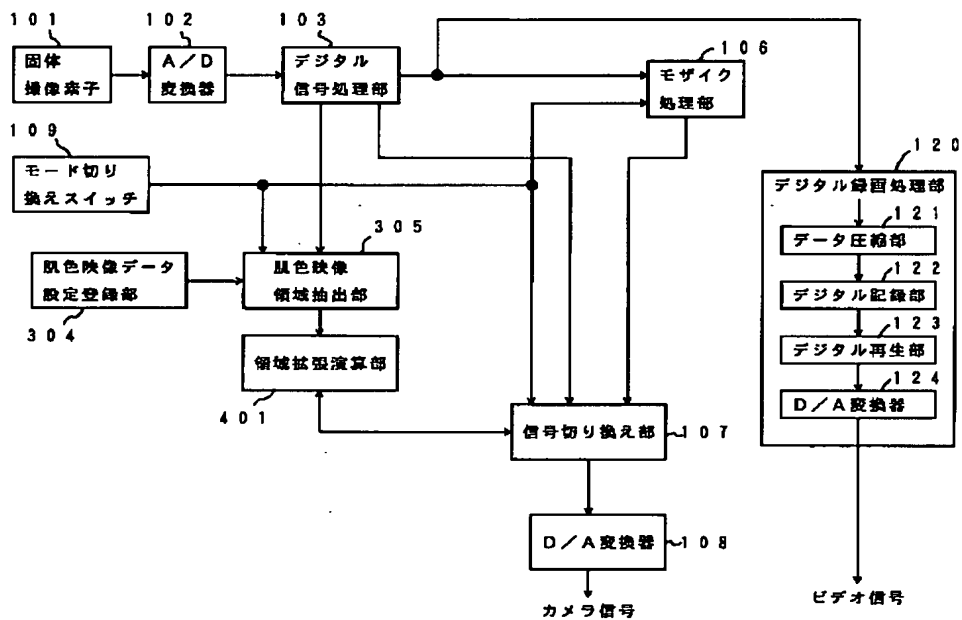 101
固体
撮像素子
102
A/D
変換器
103
デジタル
信号処理部
106
モザイク
処理部
109
モード切り
換えスイッチ
120
デジタル録画処理部
121
データ圧縮部
122
デジタル記録部
123
デジタル再生部
124
D/A変換器
305
肌色映像
領域抽出部
肌色映像データ
設定登録部
304
領域拡張演算部
401
信号切り換え部
107
D/A変換器
108
カメラ信号
ビデオ信号